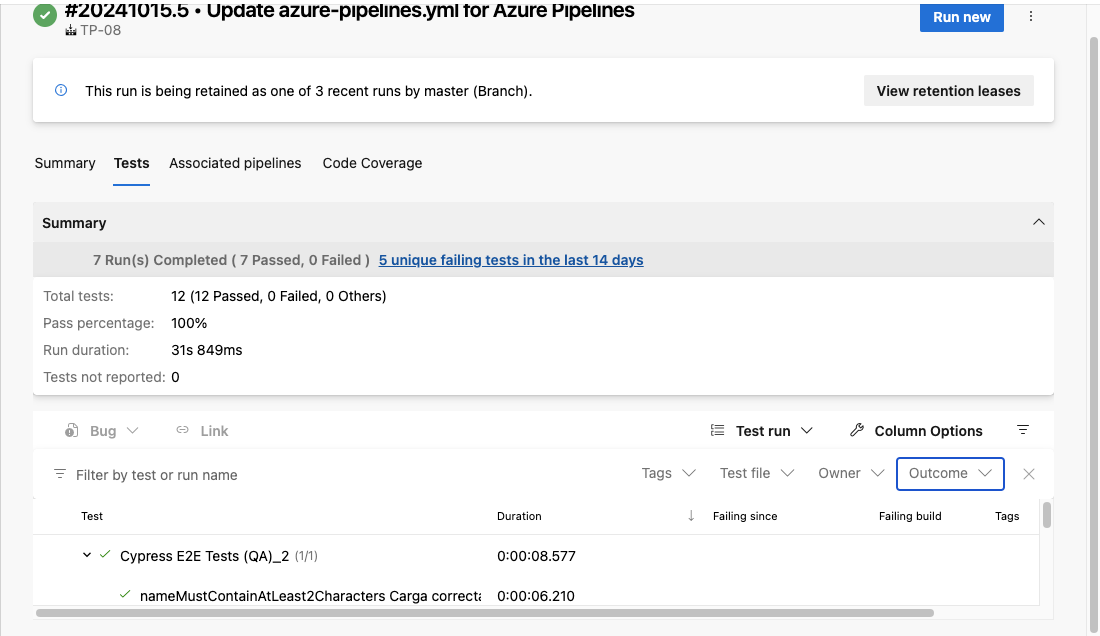 #20241015.5 • Update azure-pipelines.yml for Azure Pipelines
Run new
TP-08
This run is being retained as one of 3 recent runs by master (Branch).
View retention leases
Summary Tests Associated pipelines Code Coverage
Summary
7 Run(s) Completed ( 7 Passed, 0 Failed ) 5 unique failing tests in the last 14 days
Total tests: 12 (12 Passed, 0 Failed, 0 Others)
Pass percentage: 100%
Run duration: 31s 849ms
Tests not reported: 0
Bug Link Test run Column Options
Filter by test or run name Tags Test file Owner Outcome
Test Duration Failing since Failing build Tags
Cypress E2E Tests (QA)_2 (1/1) 0:00:08.577
nameMustContainAtLeast2Characters Carga correcta 0:00:06.210